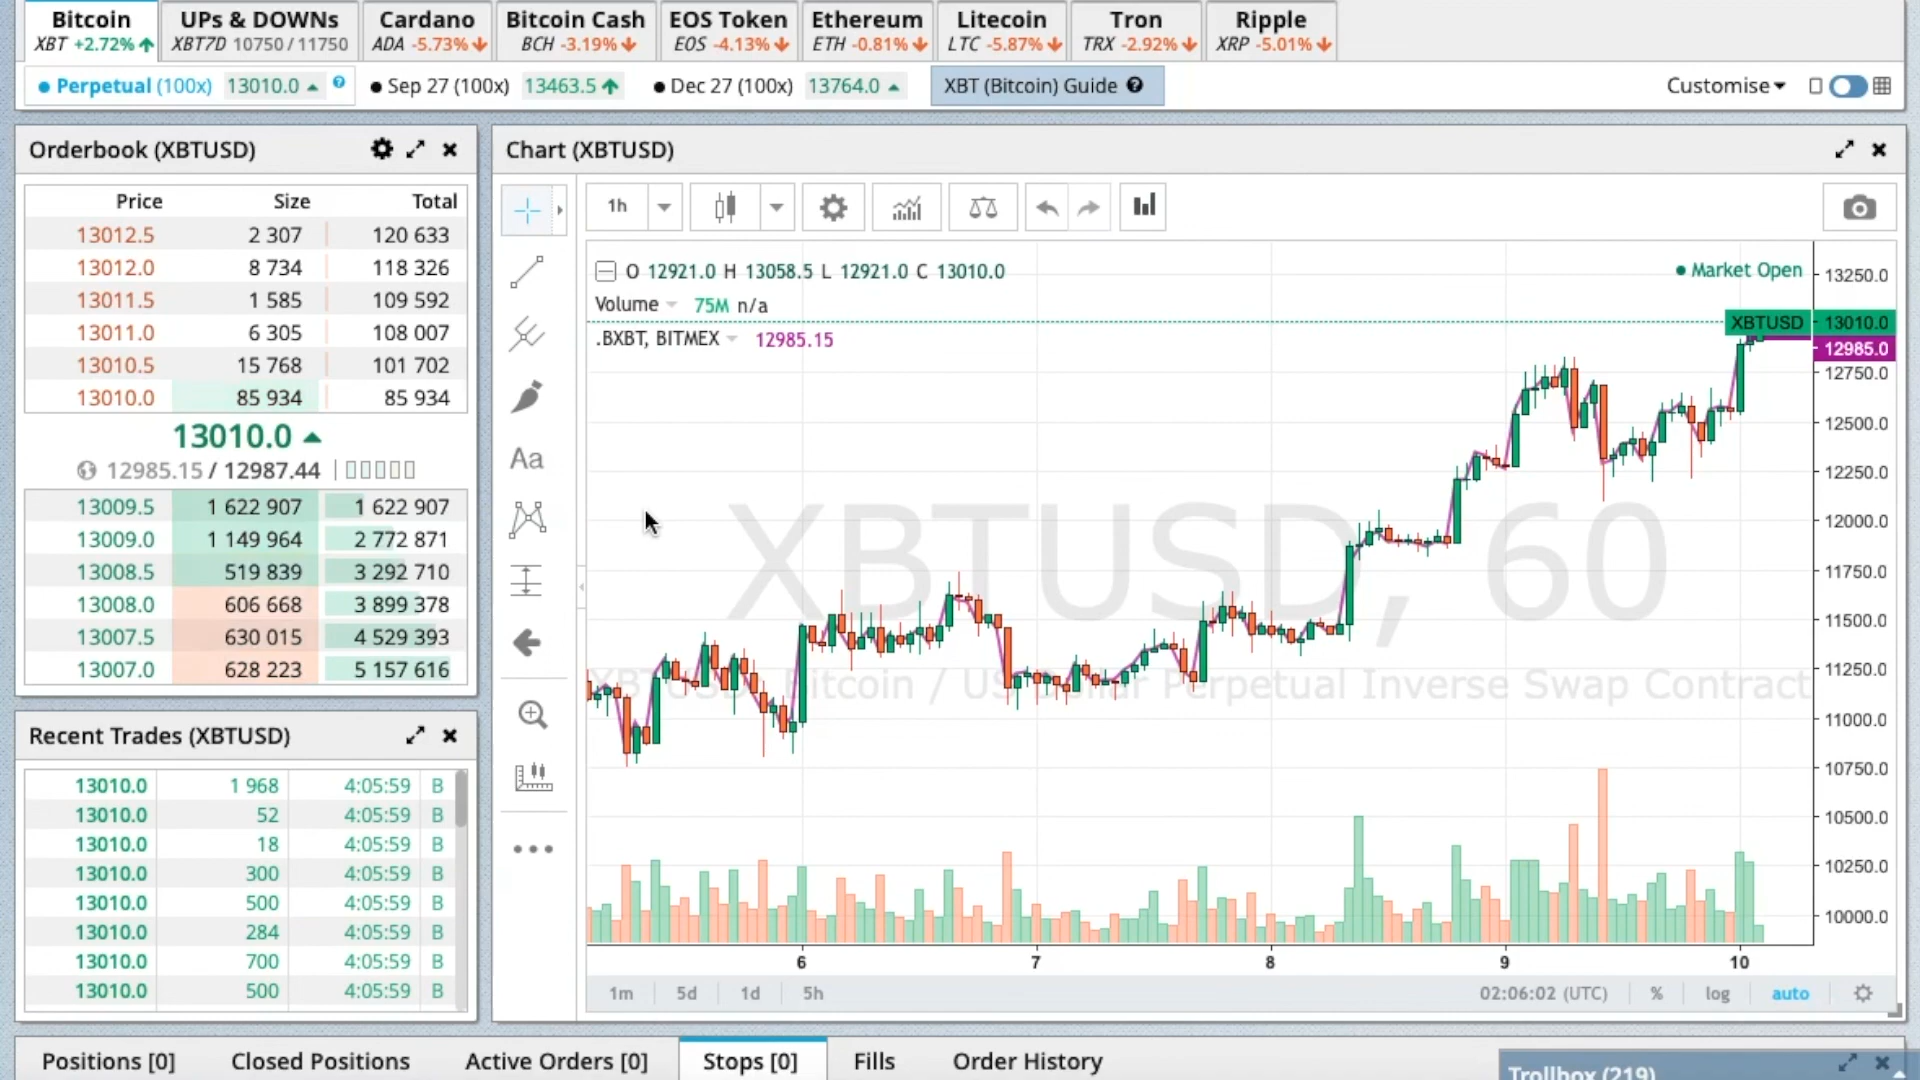 Bitcoin UPs & DOWNs Cardano Bitcoin Cash EOS Token Ethereum Litecoin Tron Ripple
XBT +2.72% XBT7D 10750 / 11750 ADA -5.73% BCH -3.19% EOS -4.13% ETH -0.81% LTC -5.87% TRX -2.92% XRP -5.01%
Perpetual (100x) 13010.0 ? Sep 27 (100x) 13463.5 Dec 27 (100x) 13764.0 XBT (Bitcoin) Guide ? Customise
Orderbook (XBTUSD)
Price Size Total
13012.5 2 307 120 633
13012.0 8 734 118 326
13011.5 1 585 109 592
13011.0 6 305 108 007
13010.5 15 768 101 702
13010.0 85 934 85 934
13010.0
12985.15 / 12987.44
13009.5 1 622 907 1 622 907
13009.0 1 149 964 2 772 871
13008.5 519 839 3 292 710
13008.0 606 668 3 899 378
13007.5 630 015 4 529 393
13007.0 628 223 5 157 616
Recent Trades (XBTUSD)
13010.0 1 968 4:05:59 B
13010.0 52 4:05:59 B
13010.0 18 4:05:59 B
13010.0 300 4:05:59 B
13010.0 500 4:05:59 B
13010.0 284 4:05:59 B
13010.0 700 4:05:59 B
13010.0 500 4:05:59 B
Chart (XBTUSD)
1h
Aa
O 12921.0 H 13058.5 L 12921.0 C 13010.0
Market Open
Volume 75M n/a
.BXBT, BITMEX 12985.15
XBTUSD, 60
Bitcoin / US Perpetual Inverse Swap Contract
13250.0
XBTUSD 13010.0
12985.0
12750.0
12500.0
12250.0
12000.0
11750.0
11500.0
11250.0
11000.0
10750.0
10500.0
10250.0
10000.0
6 7 8 9 10
1m 5d 1d 5h 02:06:02 (UTC) % log auto
Positions [0] Closed Positions Active Orders [0] Stops [0] Fills Order History
Trollbox (219)